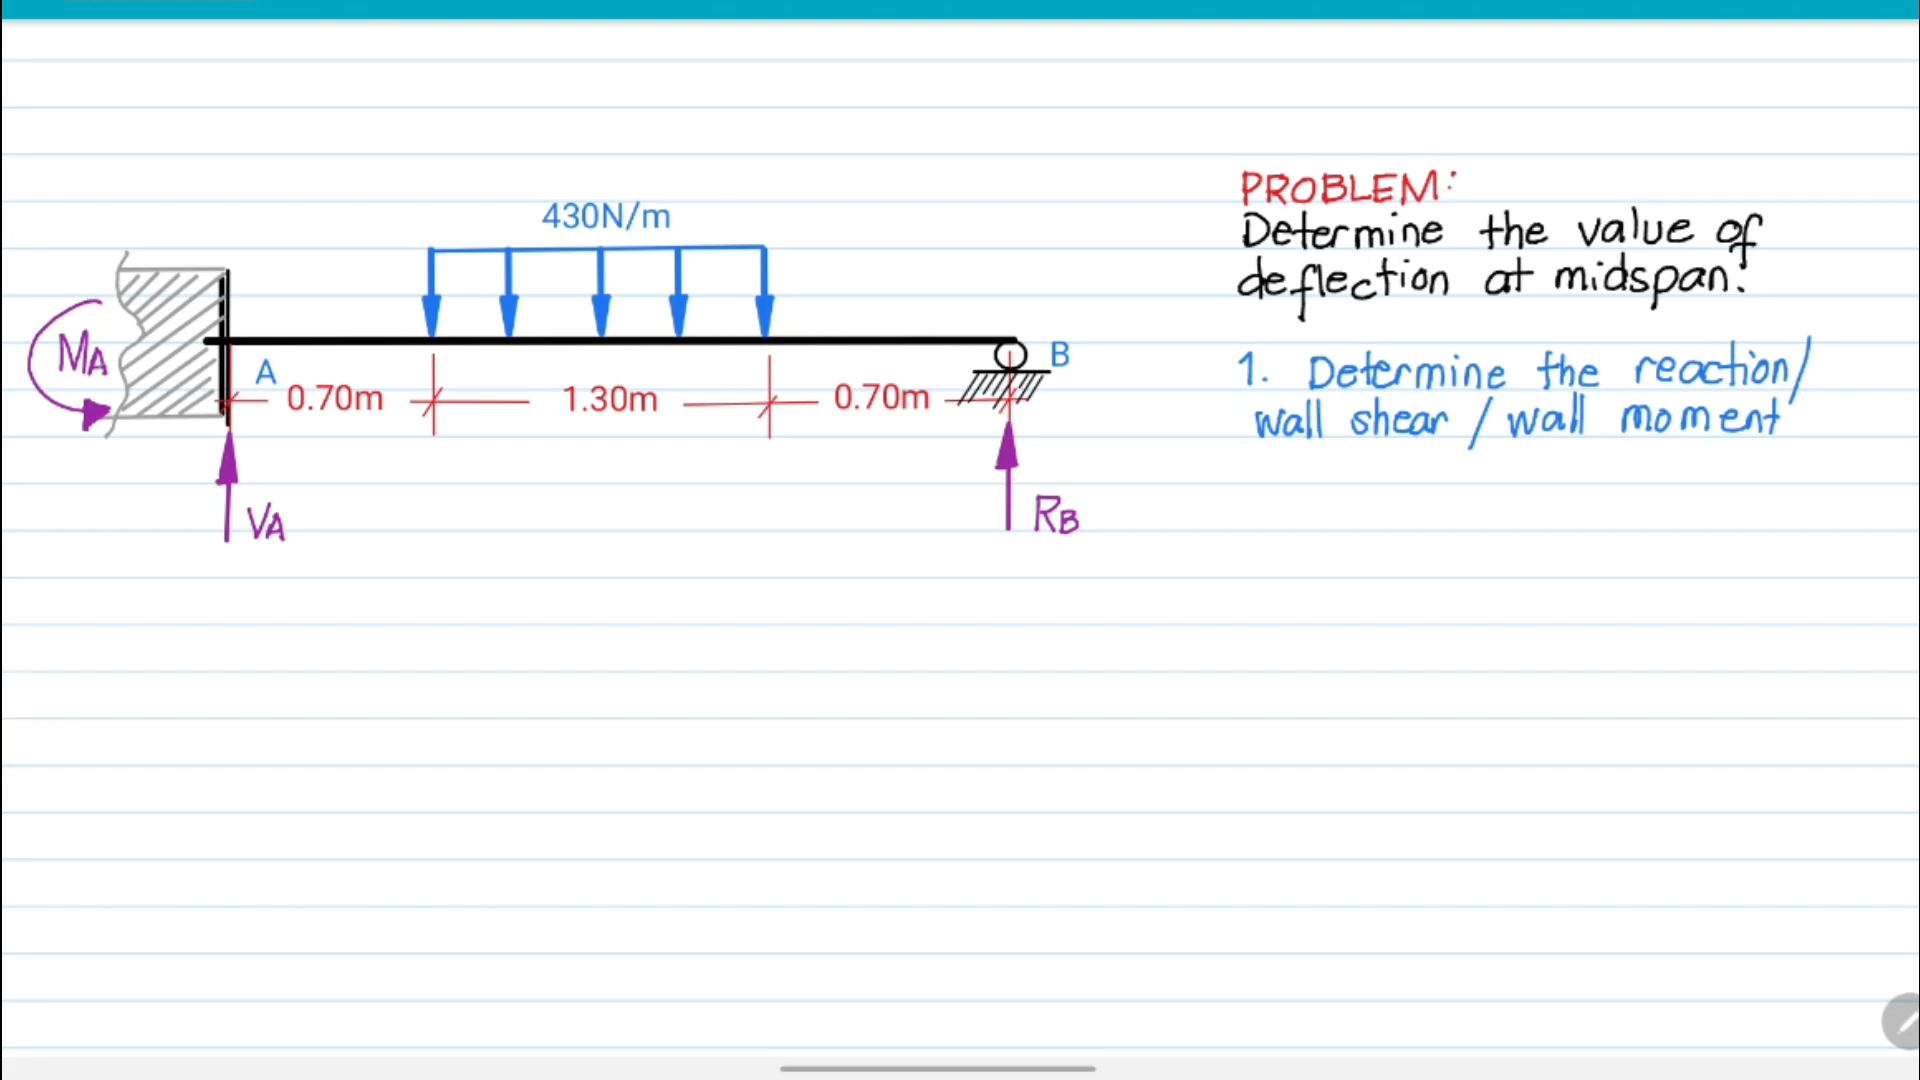 430N/m
PROBLEM:
Determine the value of
deflection at midspan.
MA
A
0.70m
1.30m
0.70m
B
1. Determine the reaction/
wall shear / wall moment
VA
RB